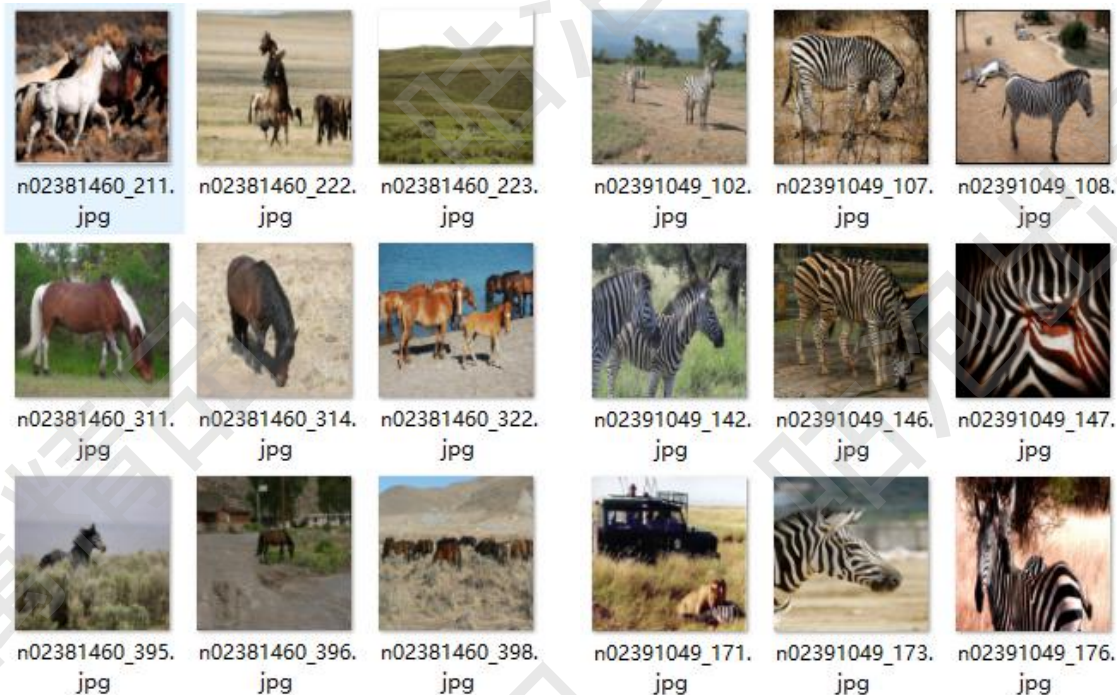 n02381460_211.
jpg
n02381460_222.
jpg
n02381460_223.
jpg
n02391049_102.
jpg
n02391049_107.
jpg
n02391049_108.
jpg
n02381460_311.
jpg
n02381460_314.
jpg
n02381460_322.
jpg
n02391049_142.
jpg
n02391049_146.
jpg
n02391049_147.
jpg
n02381460_395.
jpg
n02381460_396.
jpg
n02381460_398.
jpg
n02391049_171.
jpg
n02391049_173.
jpg
n02391049_176.
jpg